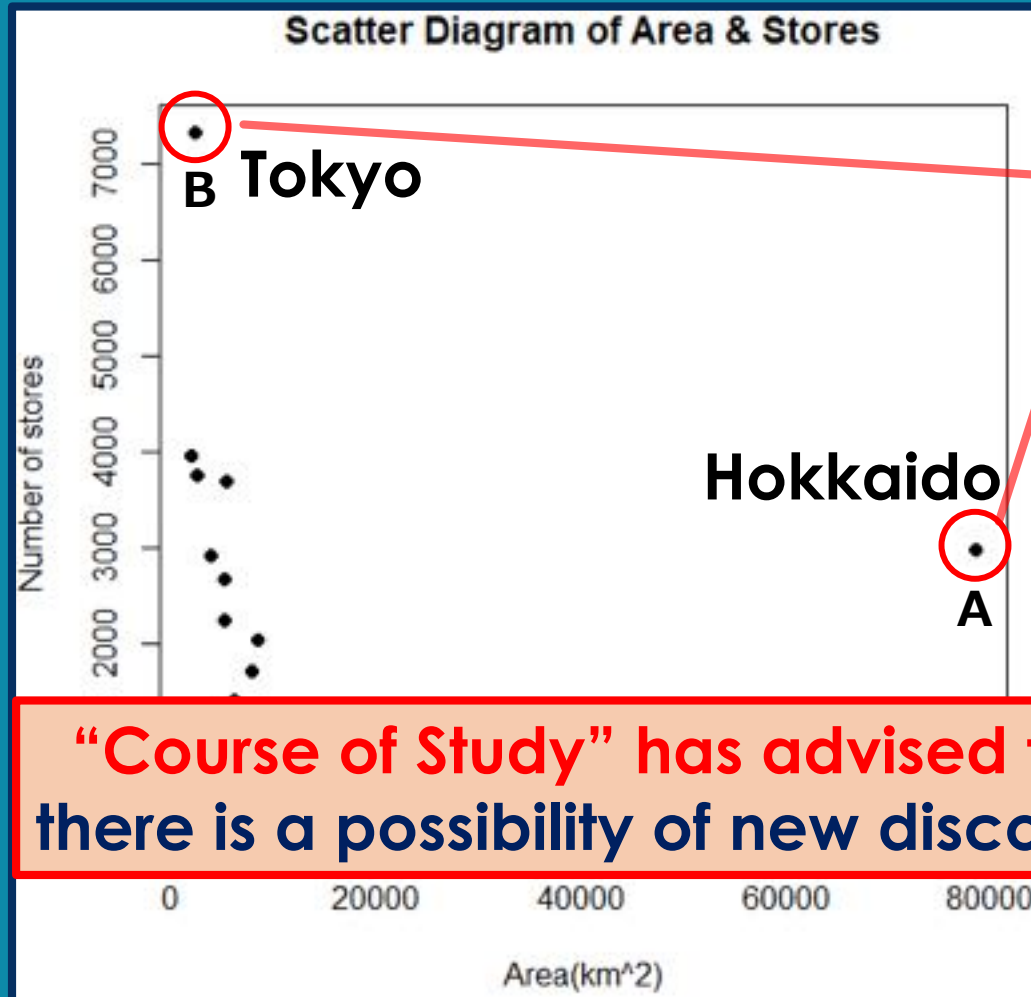 Scatter Diagram of Area & Stores
7000
6000
5000
4000
3000
2000
Number of stores
B
Tokyo
Hokkaido
A
“Course of Study” has advised
there is a possibility of new
0
20000
40000
60000
80000
Area(km^2)